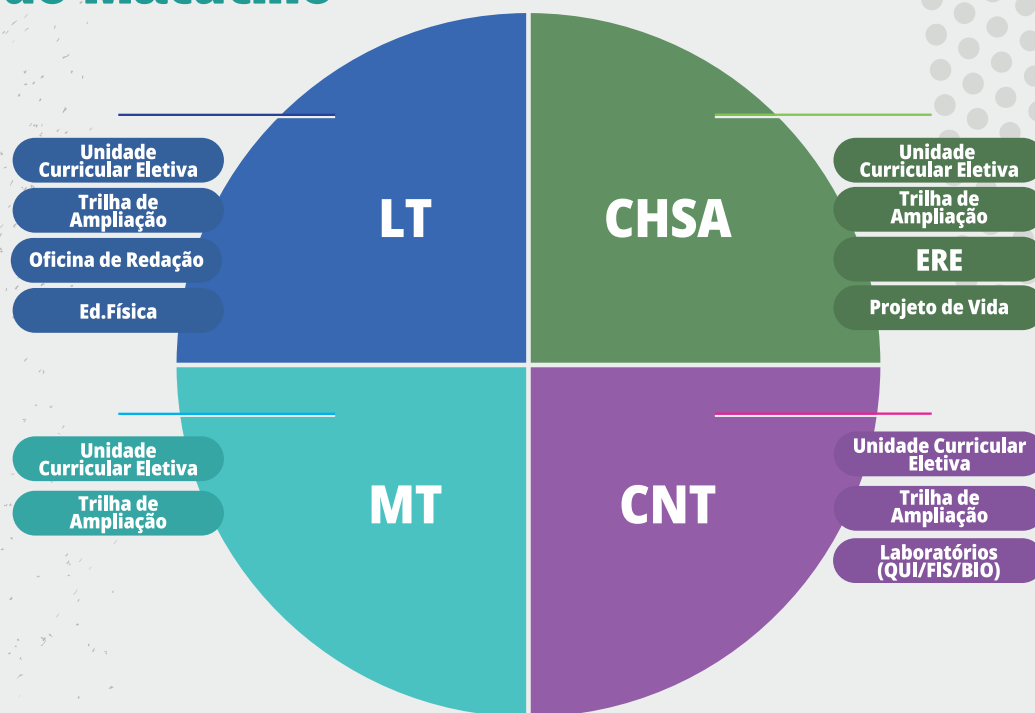 Unidade
Curricular Eletiva
Trilha de
Ampliação
Oficina de Redação
Ed.Física
LT
CHSA
Unidade
Curricular Eletiva
Trilha de
Ampliação
ERE
Projeto de Vida
Unidade
Curricular Eletiva
Trilha de
Ampliação
MT
CNT
Unidade Curricular
Eletiva
Trilha de
Ampliação
Laboratórios
(QUI/FIS/BIO)